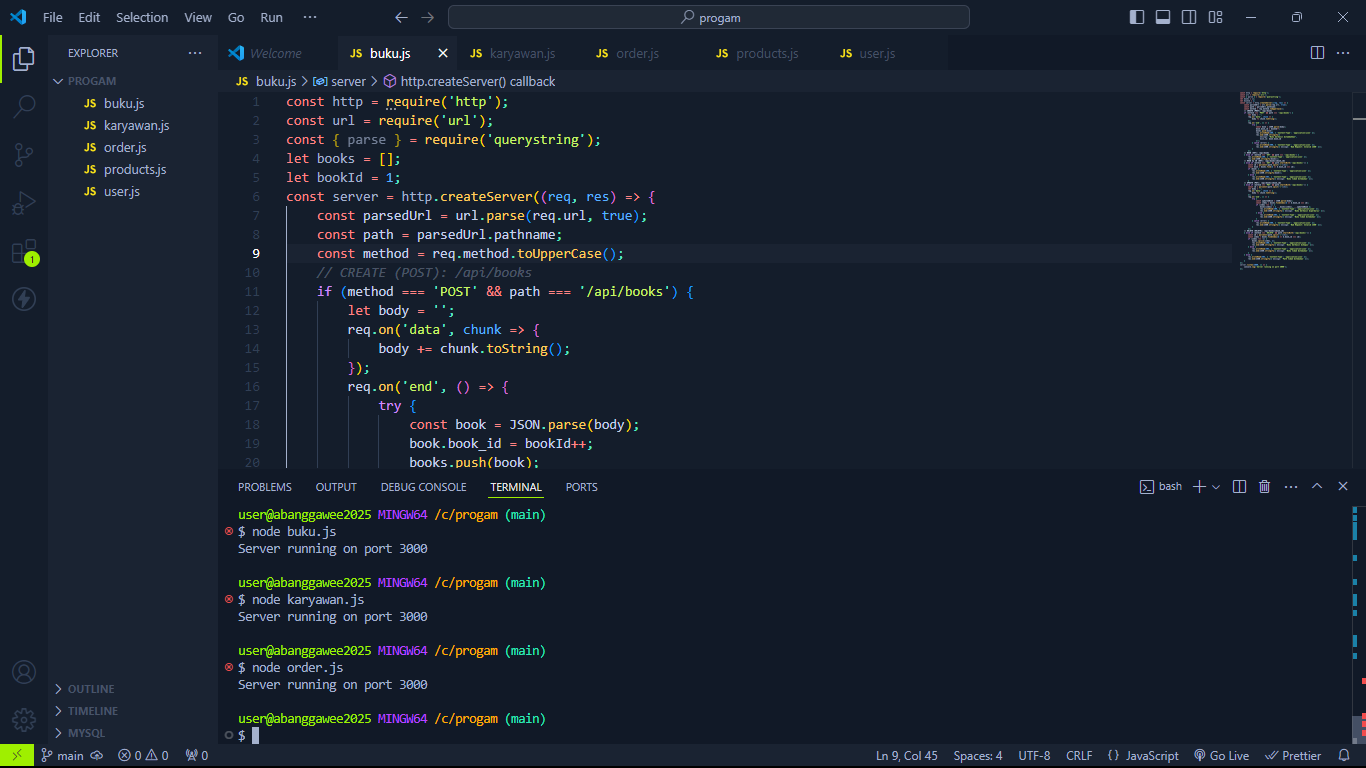 File Edit Selection View Go Run ···
progam
EXPLORER ···
PROGAM
JS buku.js
JS karyawan.js
JS order.js
JS products.js
JS user.js
OUTLINE
TIMELINE
MYSQL
1
Welcome JS buku.js JS karyawan.js JS order.js JS products.js JS user.js
JS buku.js > server > http.createServer() callback
1 const http = require('http');
2 const url = require('url');
3 const { parse } = require('querystring');
4 let books = [];
5 let bookId = 1;
6 const server = http.createServer((req, res) => {
7 const parsedUrl = url.parse(req.url, true);
8 const path = parsedUrl.pathname;
9 const method = req.method.toUpperCase();
10 // CREATE (POST): /api/books
11 if (method === 'POST' && path === '/api/books') {
12 let body = '';
13 req.on('data', chunk => {
14 body += chunk.toString();
15 });
16 req.on('end', () => {
17 try {
18 const book = JSON.parse(body);
19 book.book_id = bookId++;
20 books.push(book);
PROBLEMS OUTPUT DEBUG CONSOLE TERMINAL PORTS
bash
user@abanggawee2025 MINGW64 /c/progam (main)
$ node buku.js
Server running on port 3000
user@abanggawee2025 MINGW64 /c/progam (main)
$ node karyawan.js
Server running on port 3000
user@abanggawee2025 MINGW64 /c/progam (main)
$ node order.js
Server running on port 3000
user@abanggawee2025 MINGW64 /c/progam (main)
$
main 0 0 0 Ln 9, Col 45 Spaces: 4 UTF-8 CRLF {} JavaScript Go Live Prettier